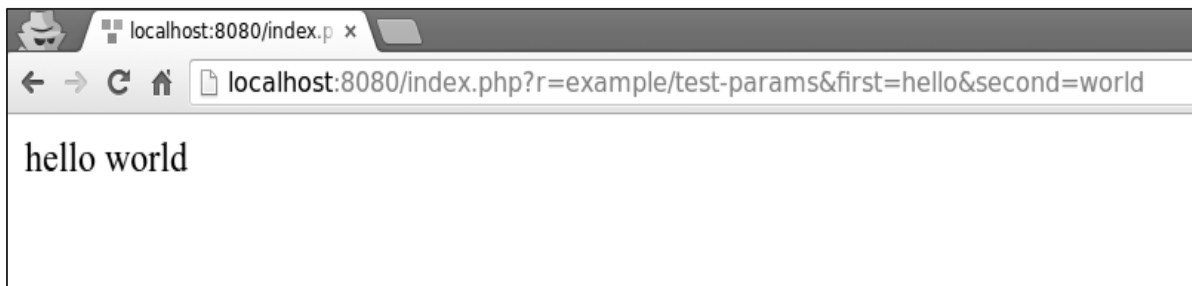 localhost:8080/index.p ×
localhost:8080/index.php?r=example/test-params&first=hello&second=world
hello world